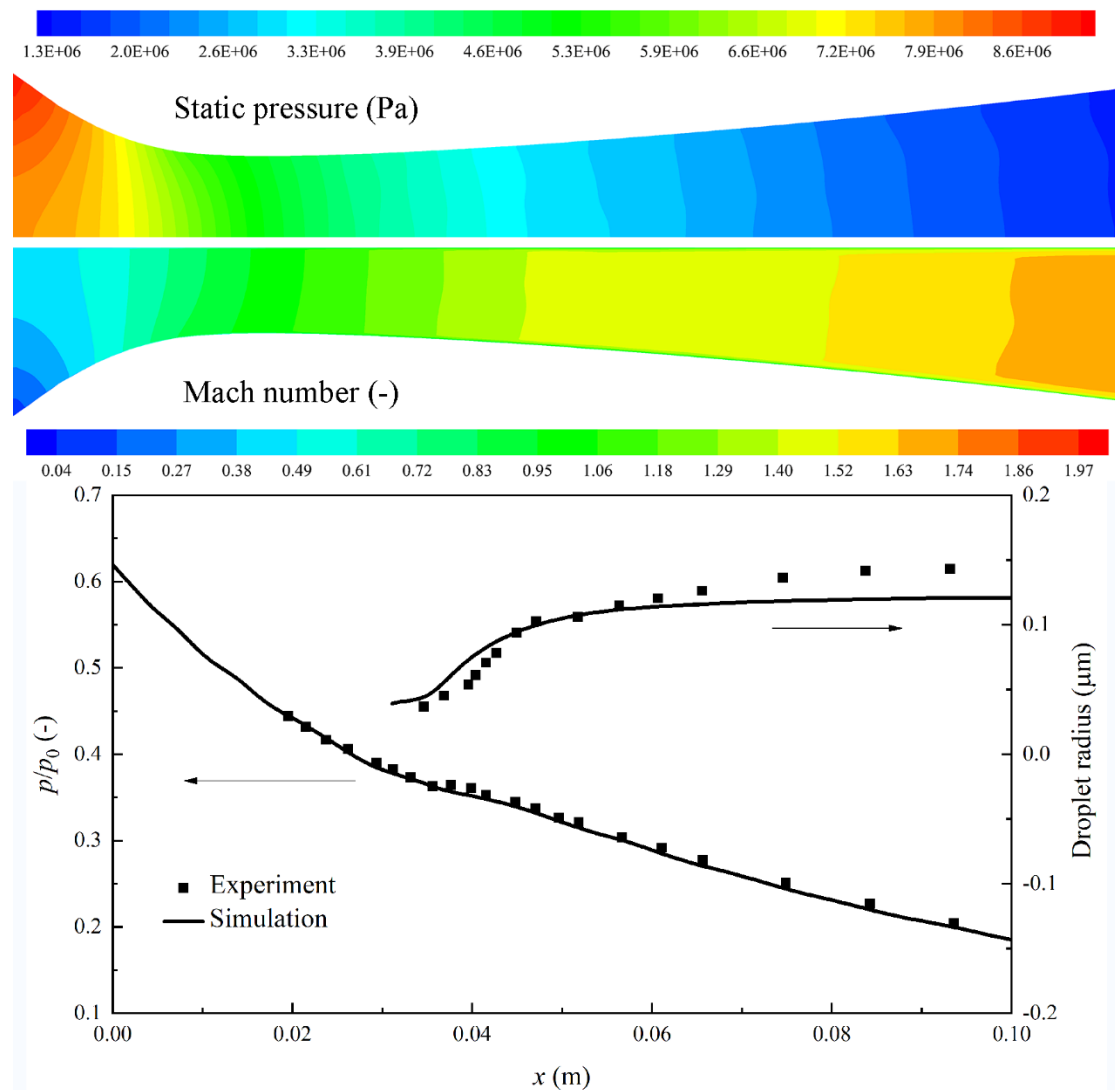 1.3E+06 2.0E+06 2.6E+06 3.3E+06 3.9E+06 4.6E+06 5.3E+06 5.9E+06 6.6E+06 7.2E+06 7.9E+06 8.6E+06
Static pressure (Pa)
Mach number (-)
0.04 0.15 0.27 0.38 0.49 0.61 0.72 0.83 0.95 1.06 1.18 1.29 1.40 1.52 1.63 1.74 1.86 1.97
0.7
0.6
0.5
0.4
0.3
0.2
0.1
p/p₀ (-)
0.2
0.1
0.0
-0.1
-0.2
Droplet radius (μm)
Experiment
Simulation
0.00 0.02 0.04 0.06 0.08 0.10
x (m)